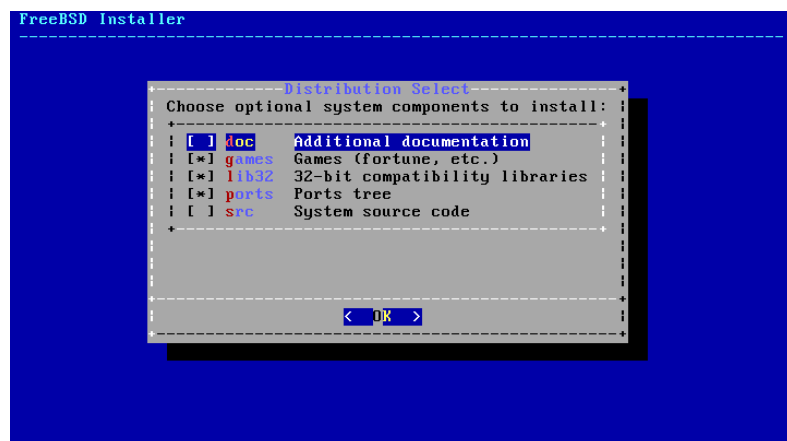 FreeBSD Installer
Distribution Select
Choose optional system components to install:
[ ] doc Additional documentation
[*] games Games (fortune, etc.)
[*] lib32 32-bit compatibility libraries
[*] ports Ports tree
[ ] src System source code
< OK >